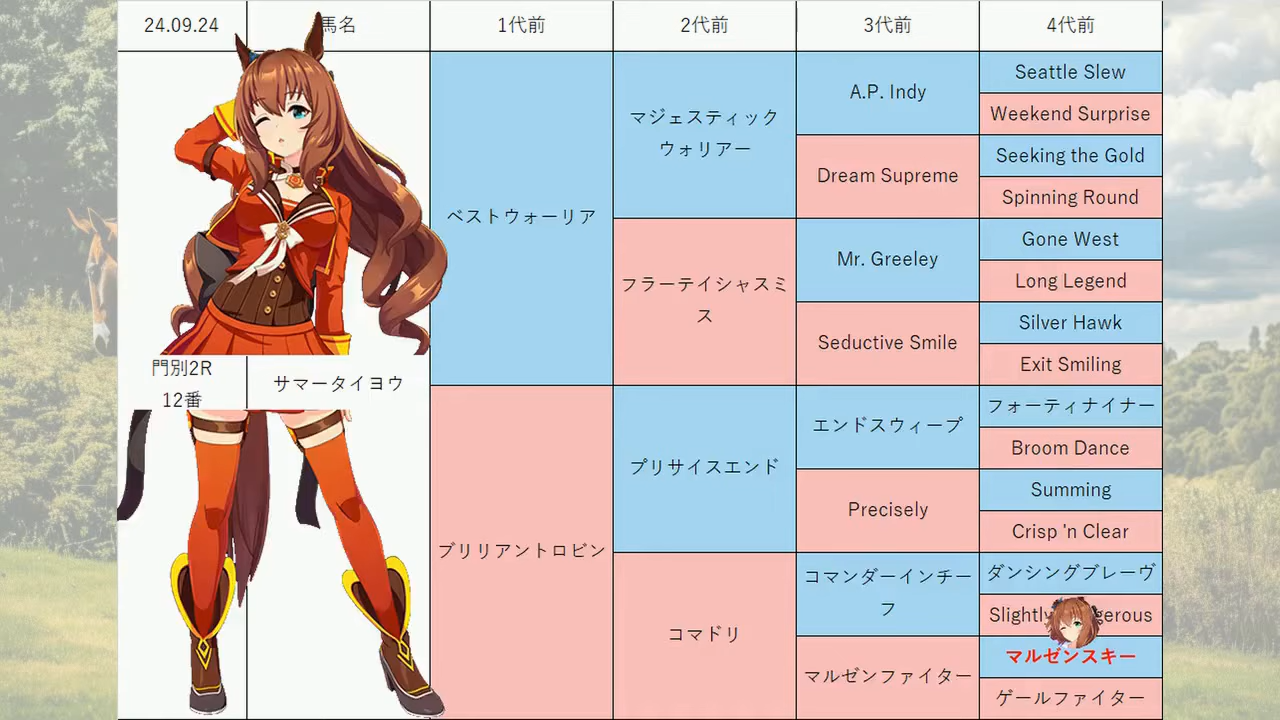 24.09.24 馬名 1代前 2代前 3代前 4代前
門別2R
12番
サマータイヨウ
ベストウォーリア
ブリリアントロビン
マジェスティック
ウォリアー
フラーテイシャスミ
ス
プリサイスエンド
コマドリ
A.P. Indy
Dream Supreme
Mr. Greeley
Seductive Smile
エンドスウィープ
Precisely
コマンダーインチー
フ
マルゼンファイター
Seattle Slew
Weekend Surprise
Seeking the Gold
Spinning Round
Gone West
Long Legend
Silver Hawk
Exit Smiling
フォーティナイナー
Broom Dance
Summing
Crisp 'n Clear
ダンシングブレーヴ
Slightly gerous
マルゼンスキー
ゲールファイター